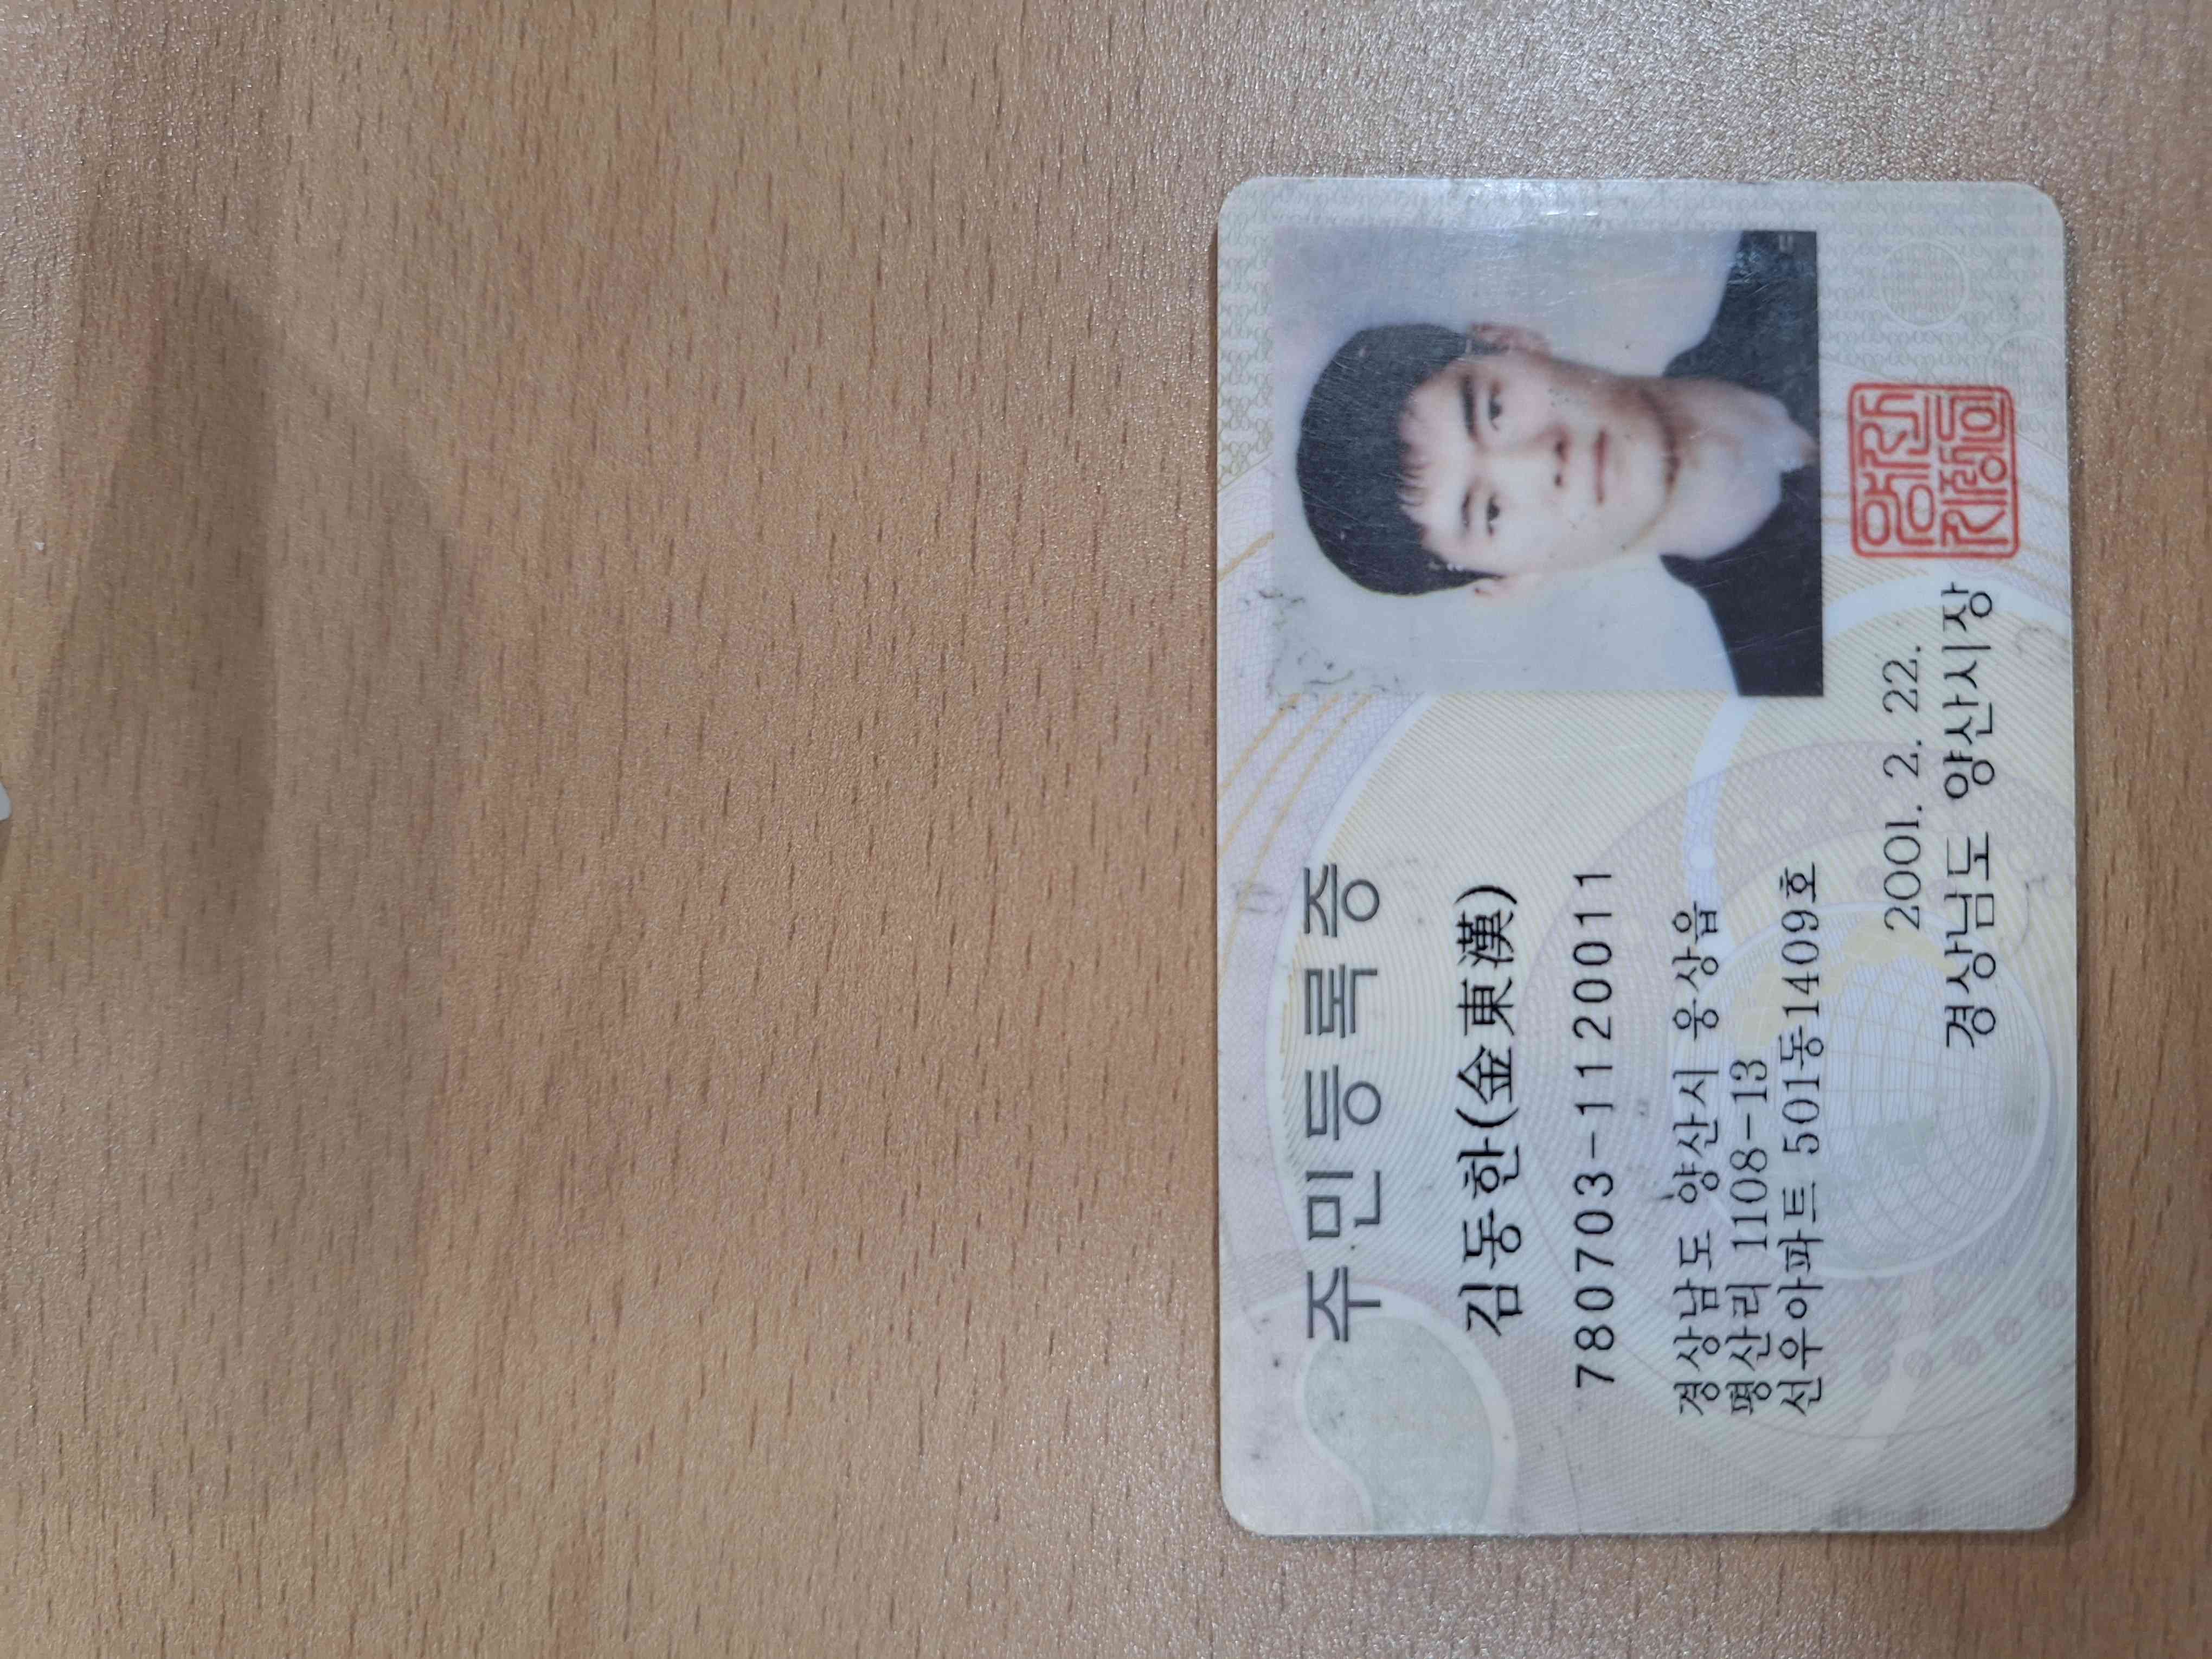 주민등록증
김동한(金東漢)
780703-1120011
경상남도 양산시 웅상읍
평산리 1108-13
선우아파트 501동1409호
2001. 2. 22.
경상남도 양산시장